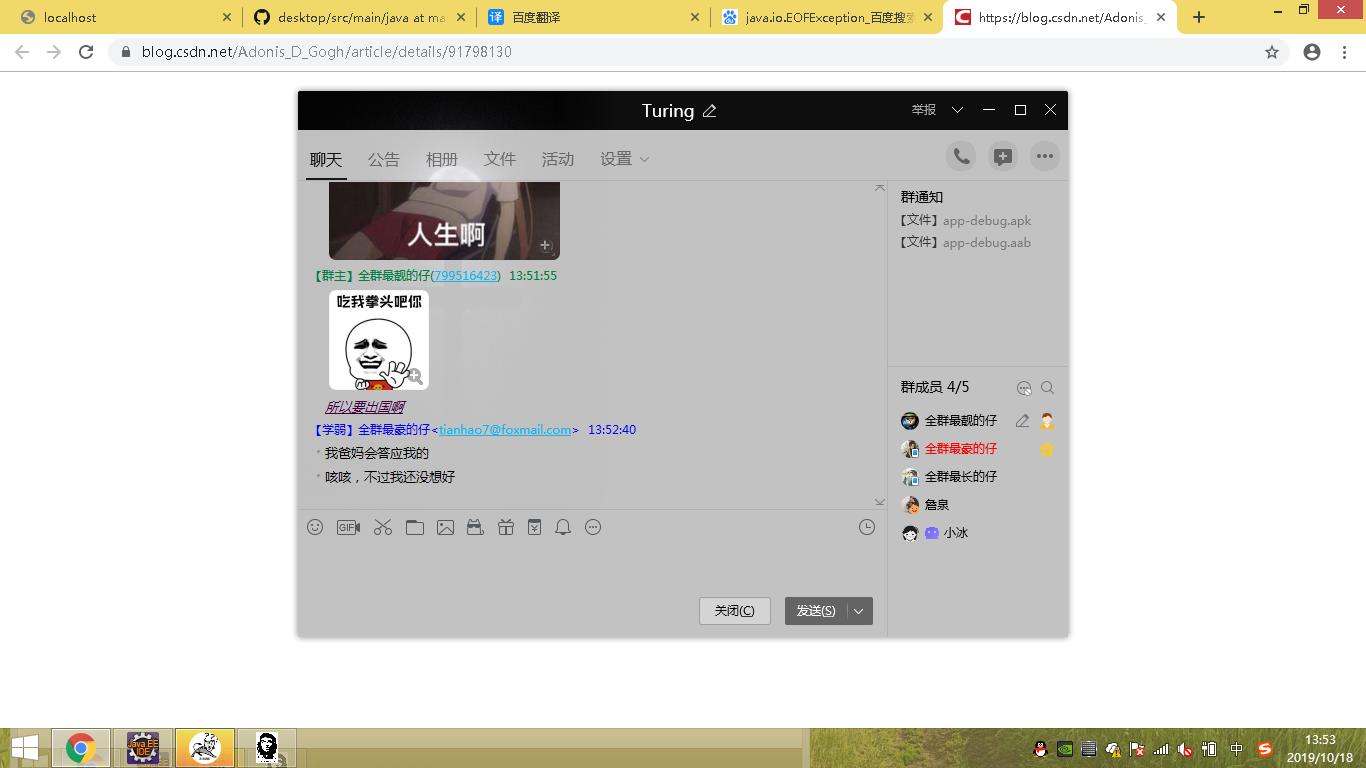 localhost
desktop/src/main/java at ma
百度翻译
java.io.EOFException_百度搜索
https://blog.csdn.net/Adonis_
blog.csdn.net/Adonis_D_Gogh/article/details/91798130
Turing
举报
聊天 公告 相册 文件 活动 设置
人生啊
【群主】全群最靓的仔(799516423) 13:51:55
吃我拳头吧你
所以要出国啊
【学弱】全群最豪的仔<tianhao7@foxmail.com> 13:52:40
我爸妈会答应我的
咳咳，不过我还没想好
GIF
关闭(C) 发送(S)
群通知
【文件】app-debug.apk
【文件】app-debug.aab
群成员 4/5
全群最靓的仔
全群最豪的仔
全群最长的仔
詹泉
小冰
Java EE
IDE
中
13:53
2019/10/18